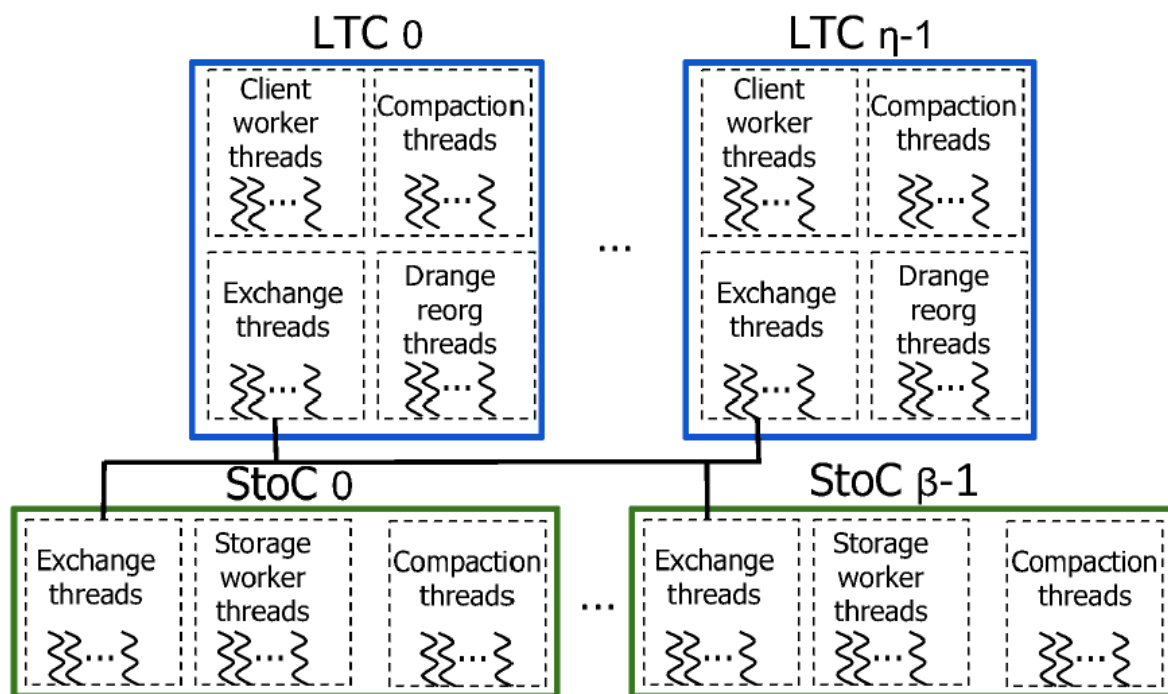 LTC 0
LTC η-1
Client
worker
threads
Compaction
threads
Client
worker
threads
Compaction
threads
...
Exchange
threads
Drange
reorg
threads
Exchange
threads
Drange
reorg
threads
StoC 0
StoC β-1
Exchange
threads
Storage
worker
threads
Compaction
threads
...
Exchange
threads
Storage
worker
threads
Compaction
threads